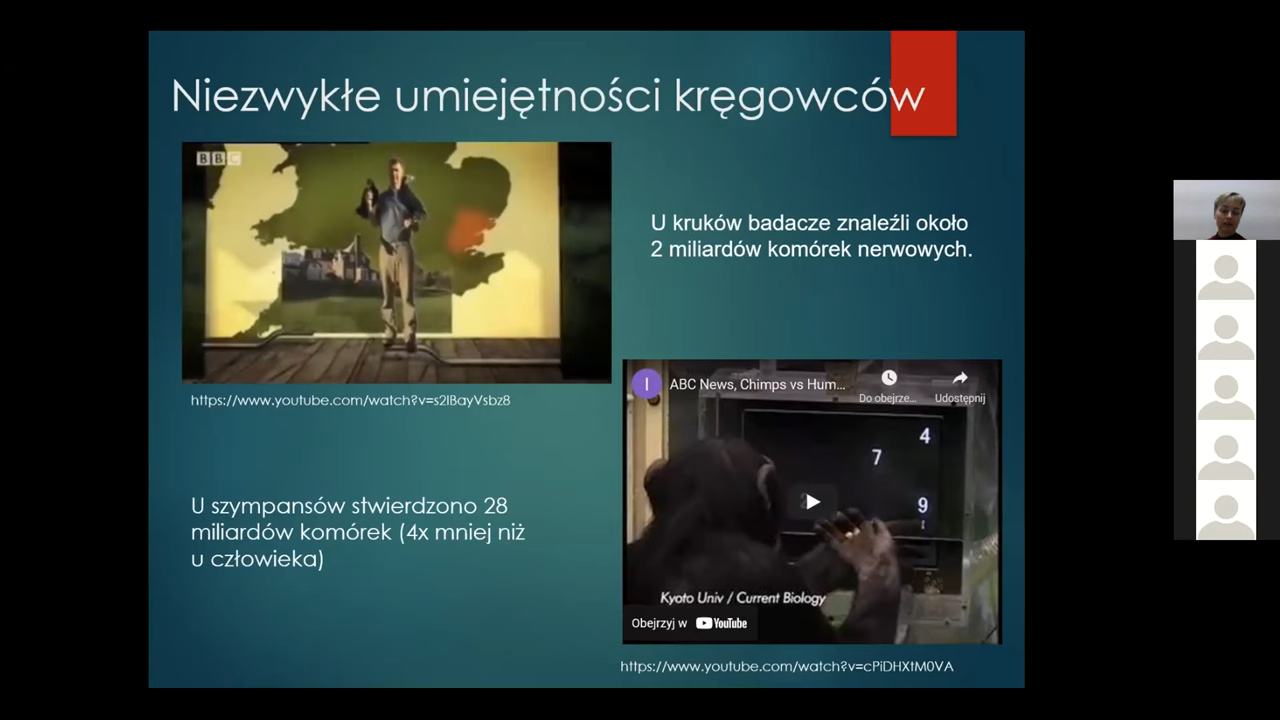 Niezwykłe umiejętności kręgowców
BBC
U kruków badacze znaleźli około
2 miliardów komórek nerwowych.
https://www.youtube.com/watch?v=s2IBayVsbz8
I
ABC News, Chimps vs Hum...
Do obejrze...
Udostępnij
4
7
9
U szympansów stwierdzono 28
miliardów komórek (4x mniej niż
u człowieka)
Kyoto Univ / Current Biology
Obejrzyj w YouTube
https://www.youtube.com/watch?v=cPiDHXtM0VA